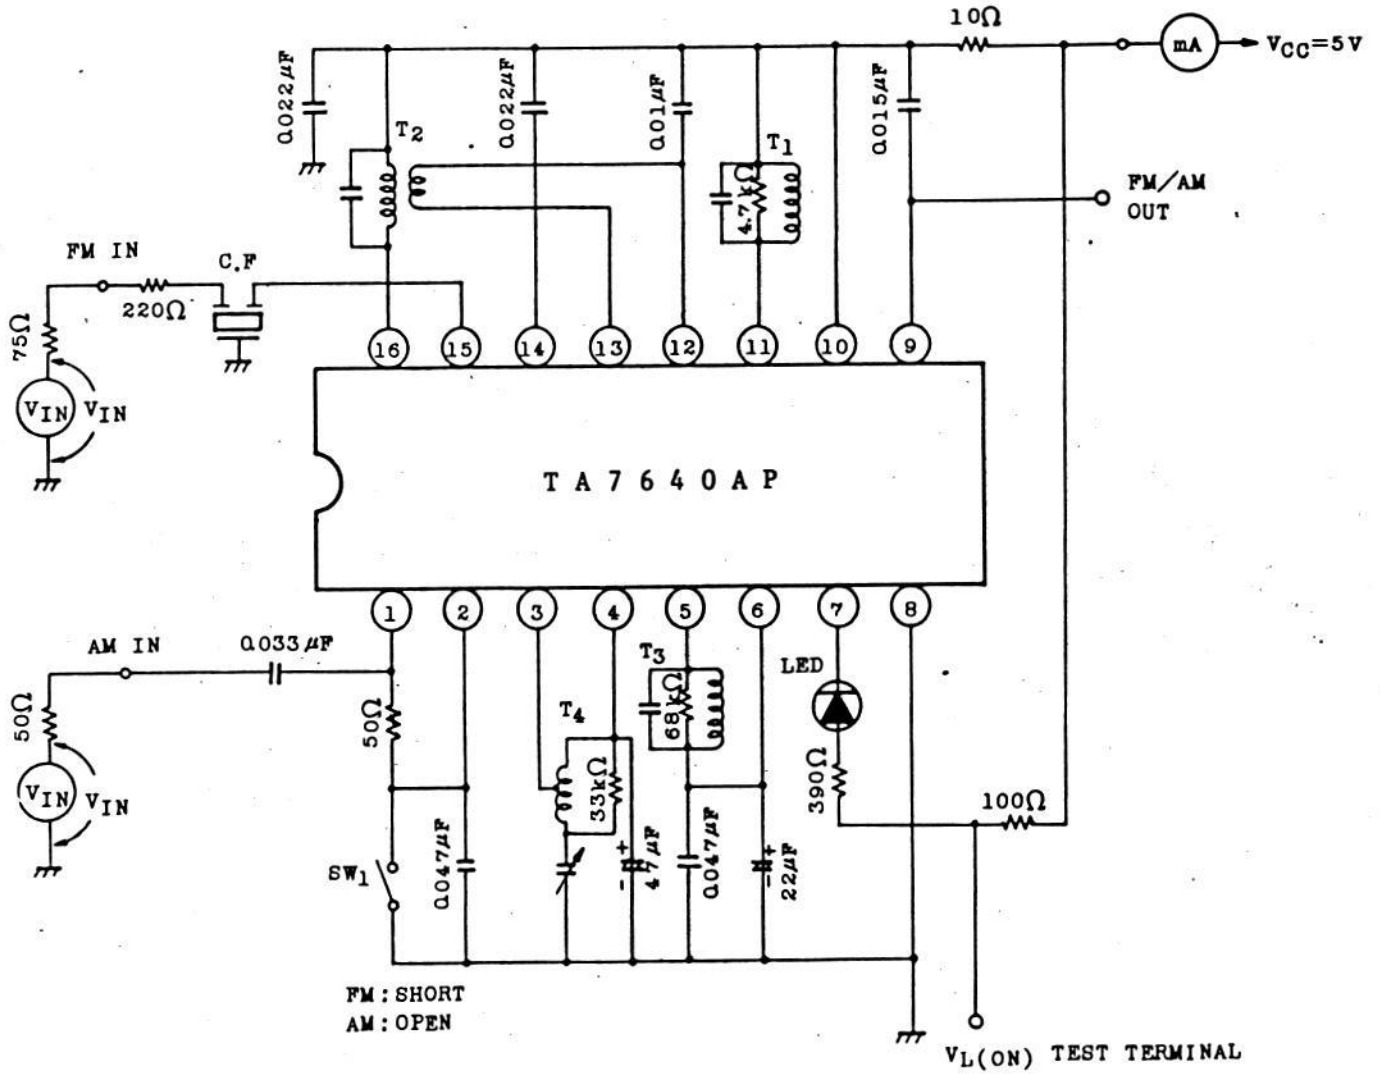 10Ω
mA
VCC=5V
0.022μF
0.022μF
0.01μF
0.015μF
T2
T1
4.7kΩ
FM/AM
OUT
FM IN
C.F
220Ω
75Ω
VIN
VIN
16
15
14
13
12
11
10
9
TA7640AP
1
2
3
4
5
6
7
8
AM IN
0.033μF
50Ω
VIN
VIN
50Ω
T3
68kΩ
LED
T4
33kΩ
390Ω
100Ω
SW1
0.047μF
+
-
4.7μF
0.047μF
+
-
22μF
FM:SHORT
AM:OPEN
VL(ON) TEST TERMINAL